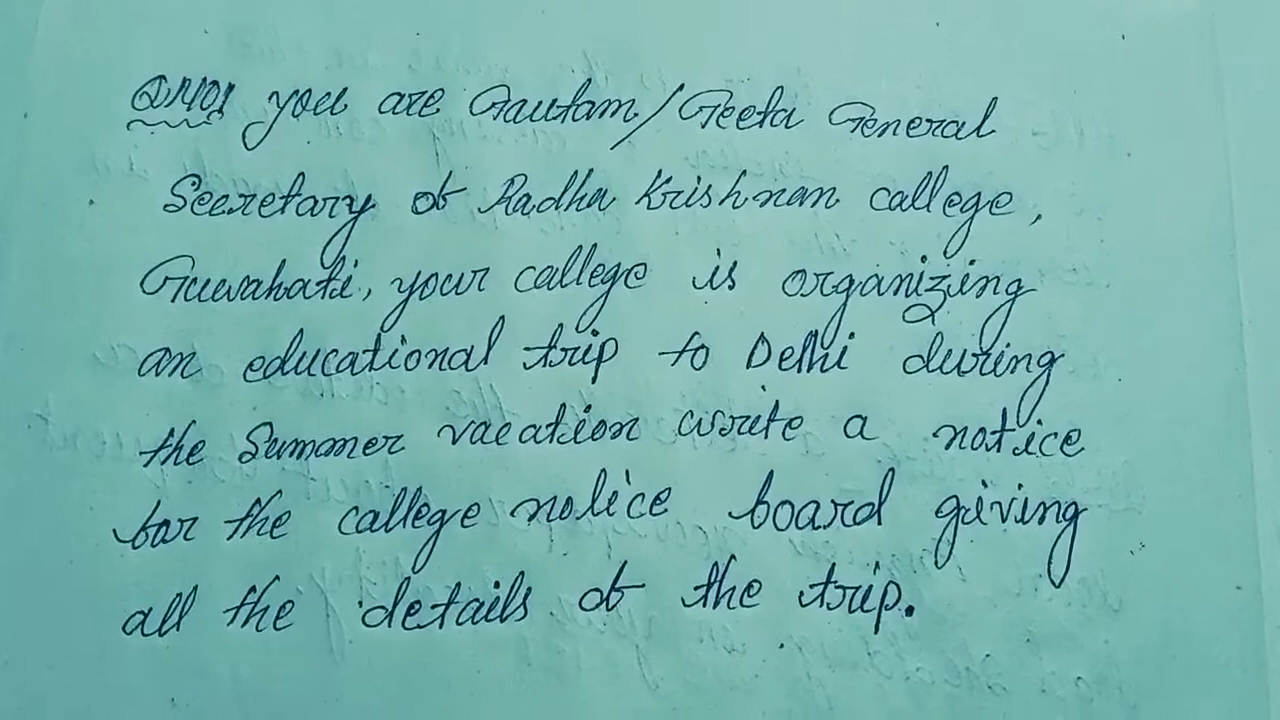 Q.No1 you are Gautam/Geeta General
Secretary of Radha Krishnan callege,
Guwahati, your callege is organizing
an educational trip to Delhi during
the Summer vacation write a notice
for the callege notice board giving
all the details of the trip.